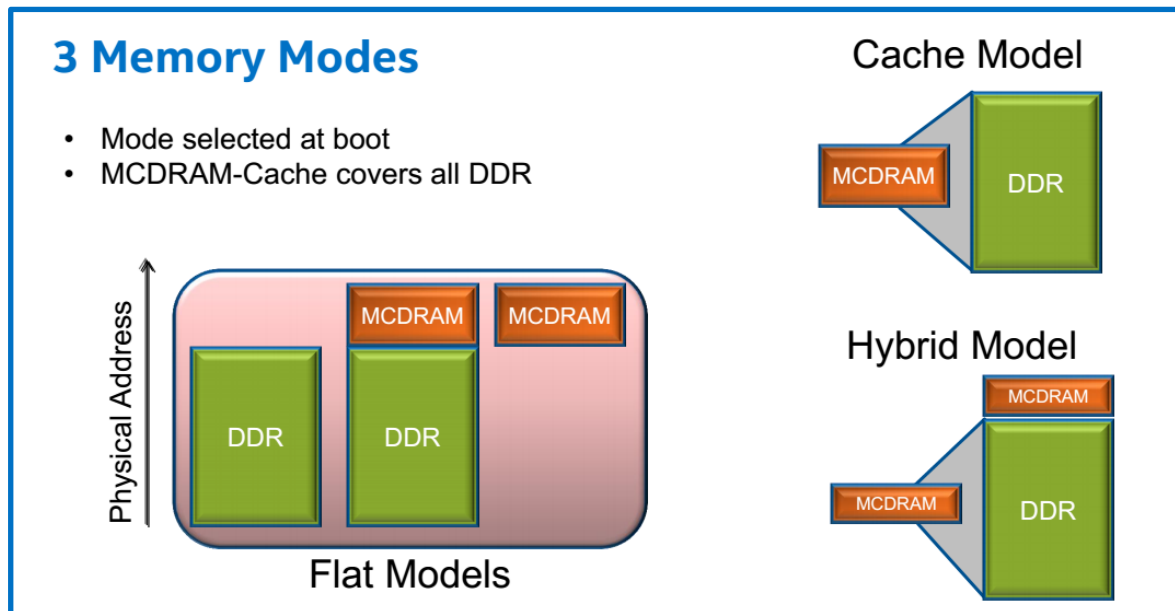 3 Memory Modes
• Mode selected at boot
• MCDRAM-Cache covers all DDR
Physical Address
DDR
MCDRAM
DDR
MCDRAM
Flat Models
Cache Model
MCDRAM
DDR
Hybrid Model
MCDRAM
MCDRAM
DDR